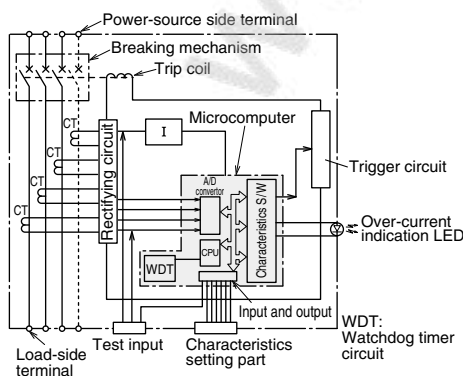 Power-source side terminal
Breaking mechanism
Trip coil
CT
Microcomputer
I
CT
Rectifying circuit
A/D
convertor
Characteristics S/W
Trigger circuit
CT
CT
Over-current
indication LED
CPU
WDT
Input and output
WDT:
Watchdog timer
circuit
Test input
Characteristics
setting part
Load-side
terminal